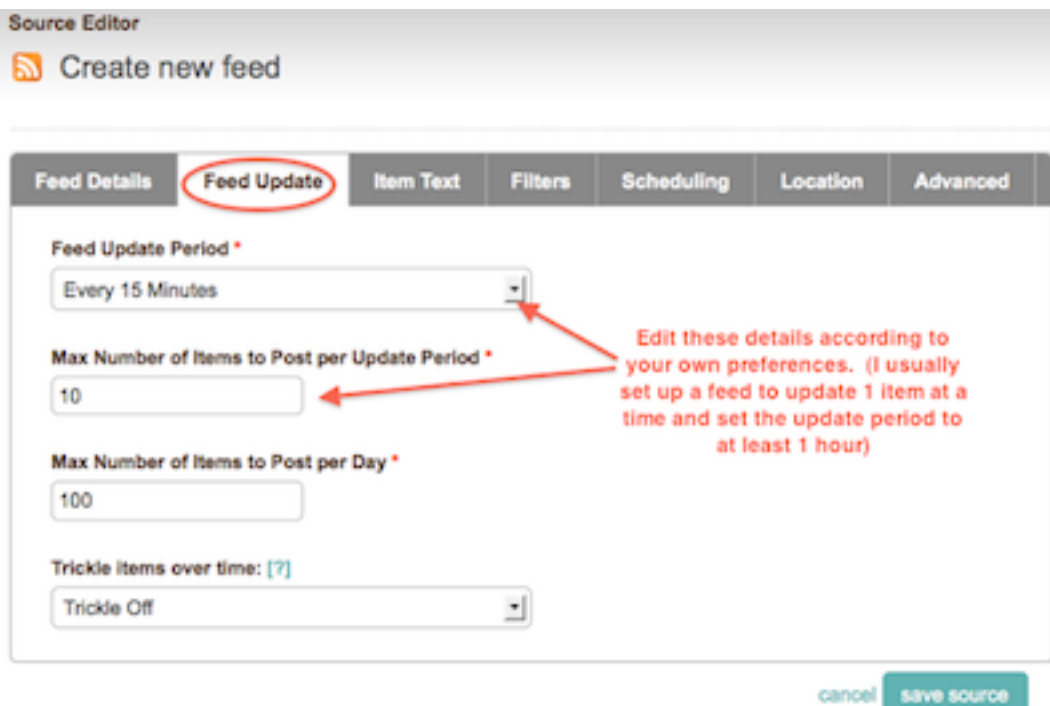 Source Editor
Create new feed
Feed Details Feed Update Item Text Filters Scheduling Location Advanced
Feed Update Period *
Every 15 Minutes
Max Number of Items to Post per Update Period *
10
Edit these details according to
your own preferences. (I usually
set up a feed to update 1 item at a
time and set the update period to
at least 1 hour)
Max Number of Items to Post per Day *
100
Trickle items over time: [?]
Trickle Off
cancel save source